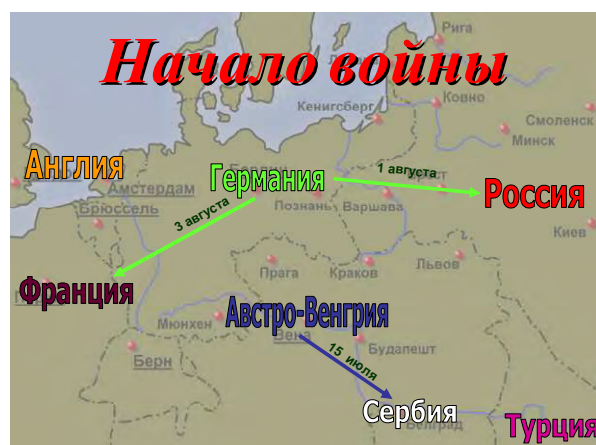 Начало войны
Рига
Кенигсберг
Ковно
Смоленск
Минск
Англия
Германия
1 августа
Россия
Амстердам
Брюссель
3 августа
Познань
Варшава
Киев
Франция
Прага
Краков
Львов
Австро-Венгрия
Мюнхен
Вена
Берн
15 июля
Будапешт
Сербия
Белград
Турция